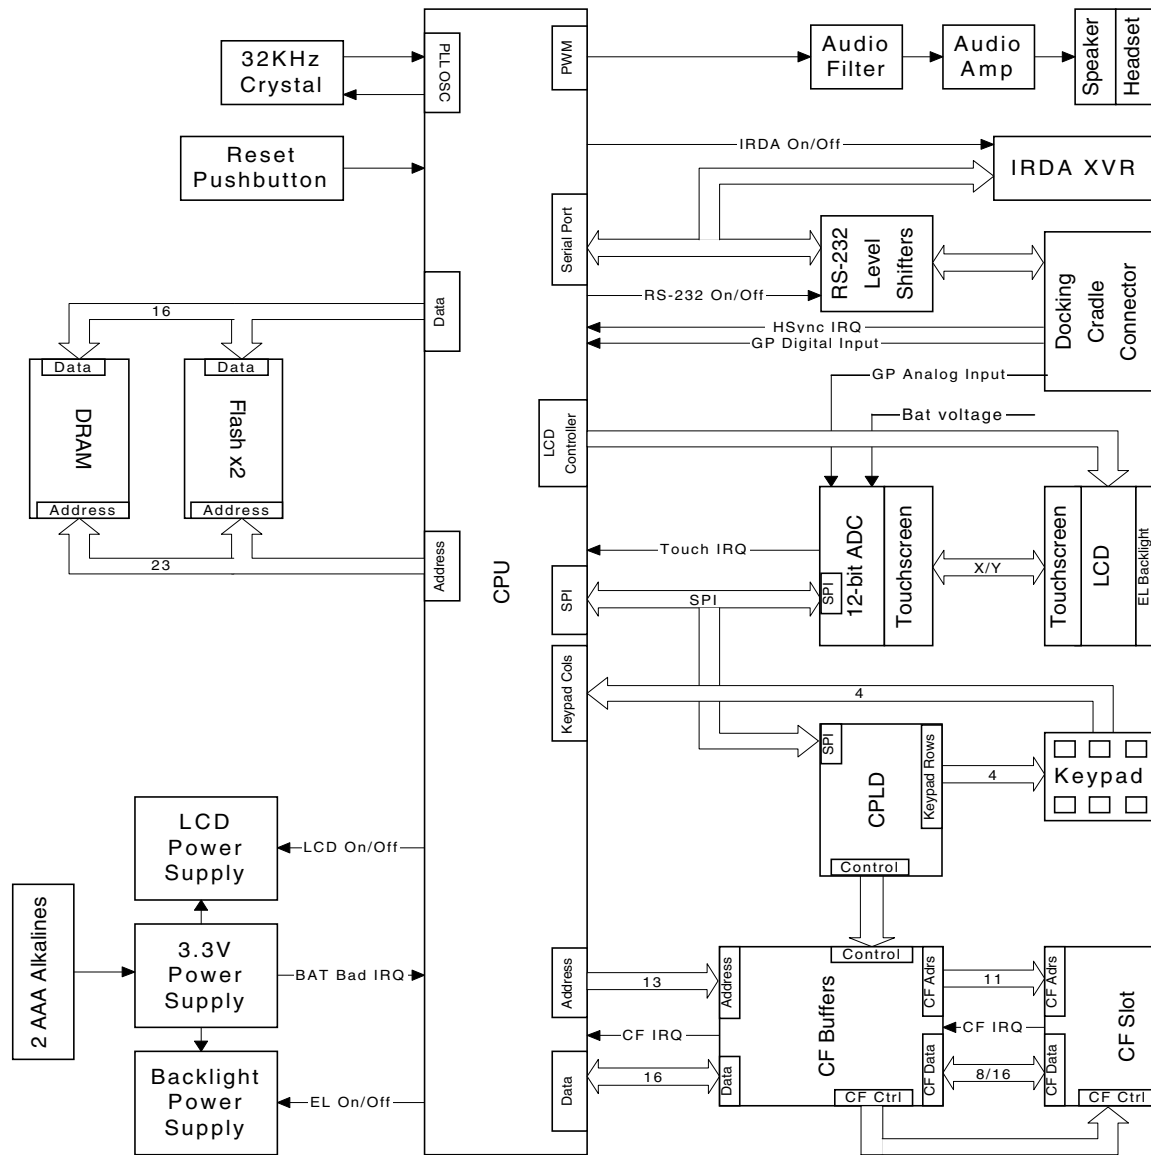 32KHz
Crystal
PLL OSC
PWM
Audio
Filter
Audio
Amp
Speaker
Headset
Reset
Pushbutton
IRDA On/Off
IRDA XVR
Serial Port
RS-232
Level
Shifters
Docking
Cradle
Connector
RS-232 On/Off
HSync IRQ
GP Digital Input
GP Analog Input
Bat voltage
16
Data
Data
Data
DRAM
Flash x2
Address
Address
23
Address
CPU
LCD
Controller
Touch IRQ
SPI
SPI
SPI
12-bit ADC
Touchscreen
X/Y
Touchscreen
LCD
EL Backlight
Keypad Cols
4
SPI
CPLD
Keypad Rows
4
Keypad
Control
LCD
Power
Supply
LCD On/Off
2 AAA Alkalines
3.3V
Power
Supply
BAT Bad IRQ
Backlight
Power
Supply
EL On/Off
Address
13
Address
Control
CF Adrs
11
CF Adrs
CF IRQ
CF Buffers
CF IRQ
CF Slot
Data
16
Data
CF Data
8/16
CF Data
CF Ctrl
CF Ctrl